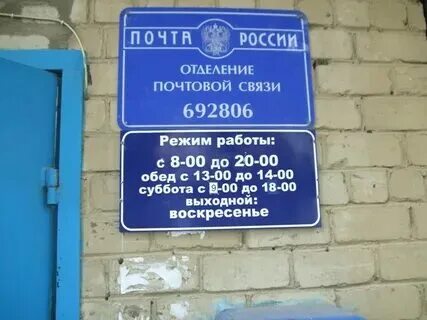 ПОЧТА РОССИИ
ОТДЕЛЕНИЕ
ПОЧТОВОЙ СВЯЗИ
692806
Режим работы:
с 8-00 до 20-00
обед с 13-00 до 14-00
суббота с 9-00 до 18-00
выходной:
воскресенье